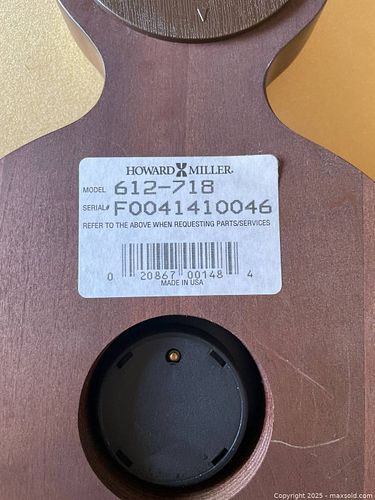 V
HOWARD MILLER®
MODEL 612-718
SERIAL# F0041410046
REFER TO THE ABOVE WHEN REQUESTING PARTS/SERVICES
0 20867 00148 4
MADE IN USA
Copyright © 2025 - maxsold.com